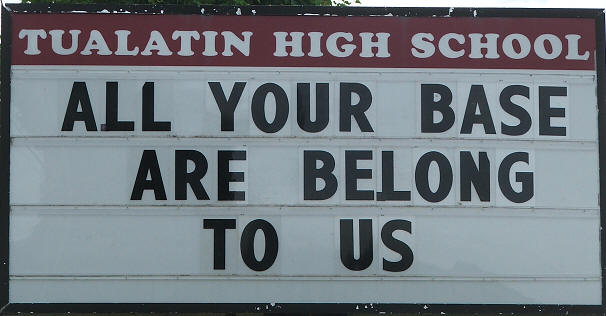 TUALATIN HIGH SCHOOL
ALL YOUR BASE
ARE BELONG
TO US